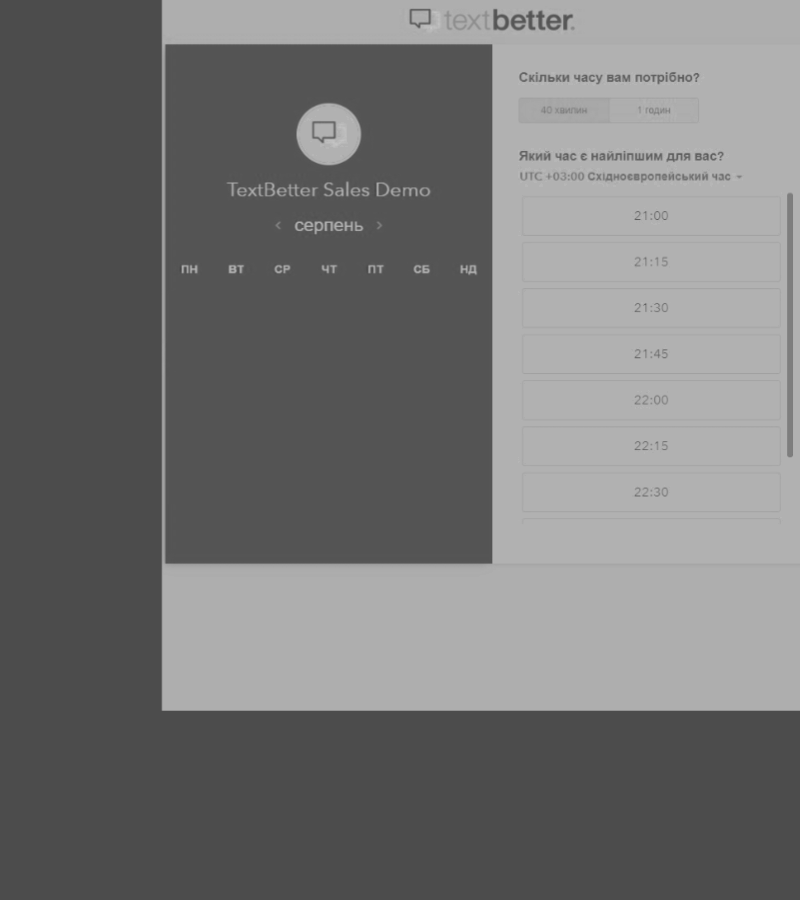 textbetter.
TextBetter Sales Demo
‹ серпень ›
ПН ВТ СР ЧТ ПТ СБ НД
Скільки часу вам потрібно?
40 хвилин 1 годин
Який час є найліпшим для вас?
UTC +03:00 Східноєвропейський час
21:00
21:15
21:30
21:45
22:00
22:15
22:30